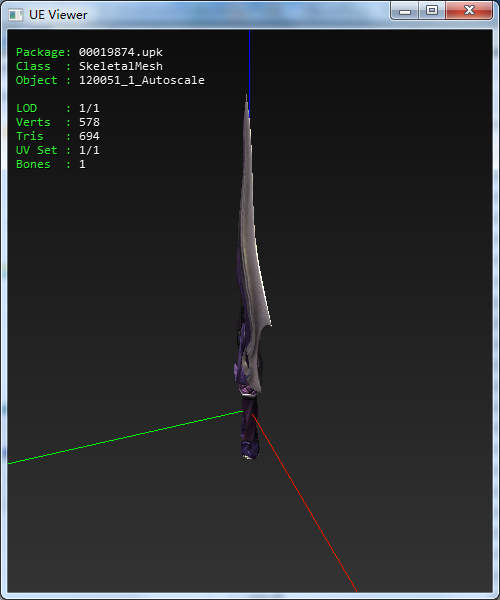 UE Viewer
Package: 00019874.upk
Class : SkeletalMesh
Object : 120051_1_Autoscale
LOD : 1/1
Verts : 578
Tris : 694
UV Set : 1/1
Bones : 1